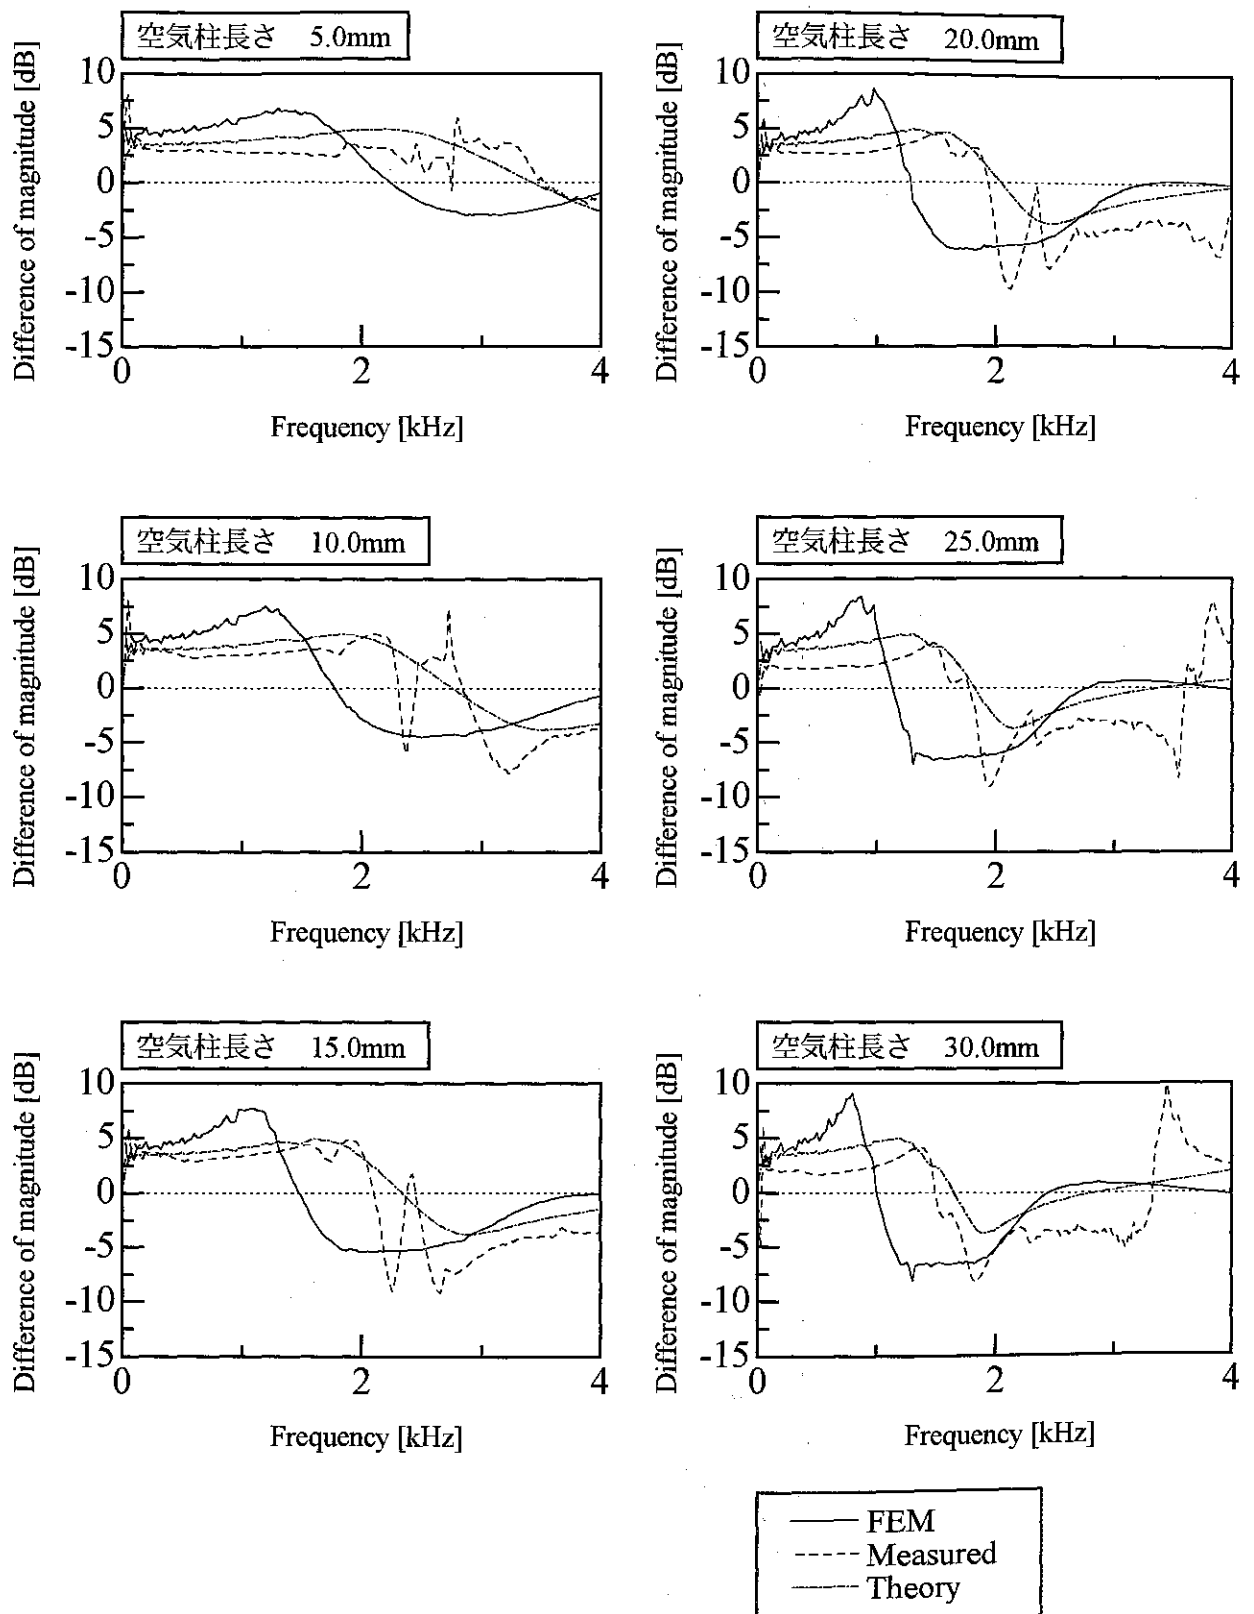 空気柱長さ 5.0mm
Difference of magnitude [dB]
10
5
0
-5
-10
-15
0
2
4
Frequency [kHz]
空気柱長さ 20.0mm
Difference of magnitude [dB]
10
5
0
-5
-10
-15
0
2
4
Frequency [kHz]
空気柱長さ 10.0mm
Difference of magnitude [dB]
10
5
0
-5
-10
-15
0
2
4
Frequency [kHz]
空気柱長さ 25.0mm
Difference of magnitude [dB]
10
5
0
-5
-10
-15
0
2
4
Frequency [kHz]
空気柱長さ 15.0mm
Difference of magnitude [dB]
10
5
0
-5
-10
-15
0
2
4
Frequency [kHz]
空気柱長さ 30.0mm
Difference of magnitude [dB]
10
5
0
-5
-10
-15
0
2
4
Frequency [kHz]
FEM
Measured
Theory